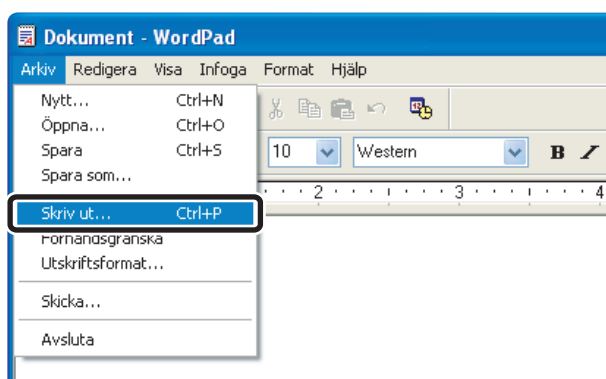 Dokument - WordPad
Arkiv Redigera Visa Infoga Format Hjälp
Nytt... Ctrl+N
Öppna... Ctrl+O
Spara Ctrl+S
Spara som...
Skriv ut... Ctrl+P
Förhandsgranska
Utskriftsformat...
Skicka...
Avsluta
10 Western B I
2 3 4